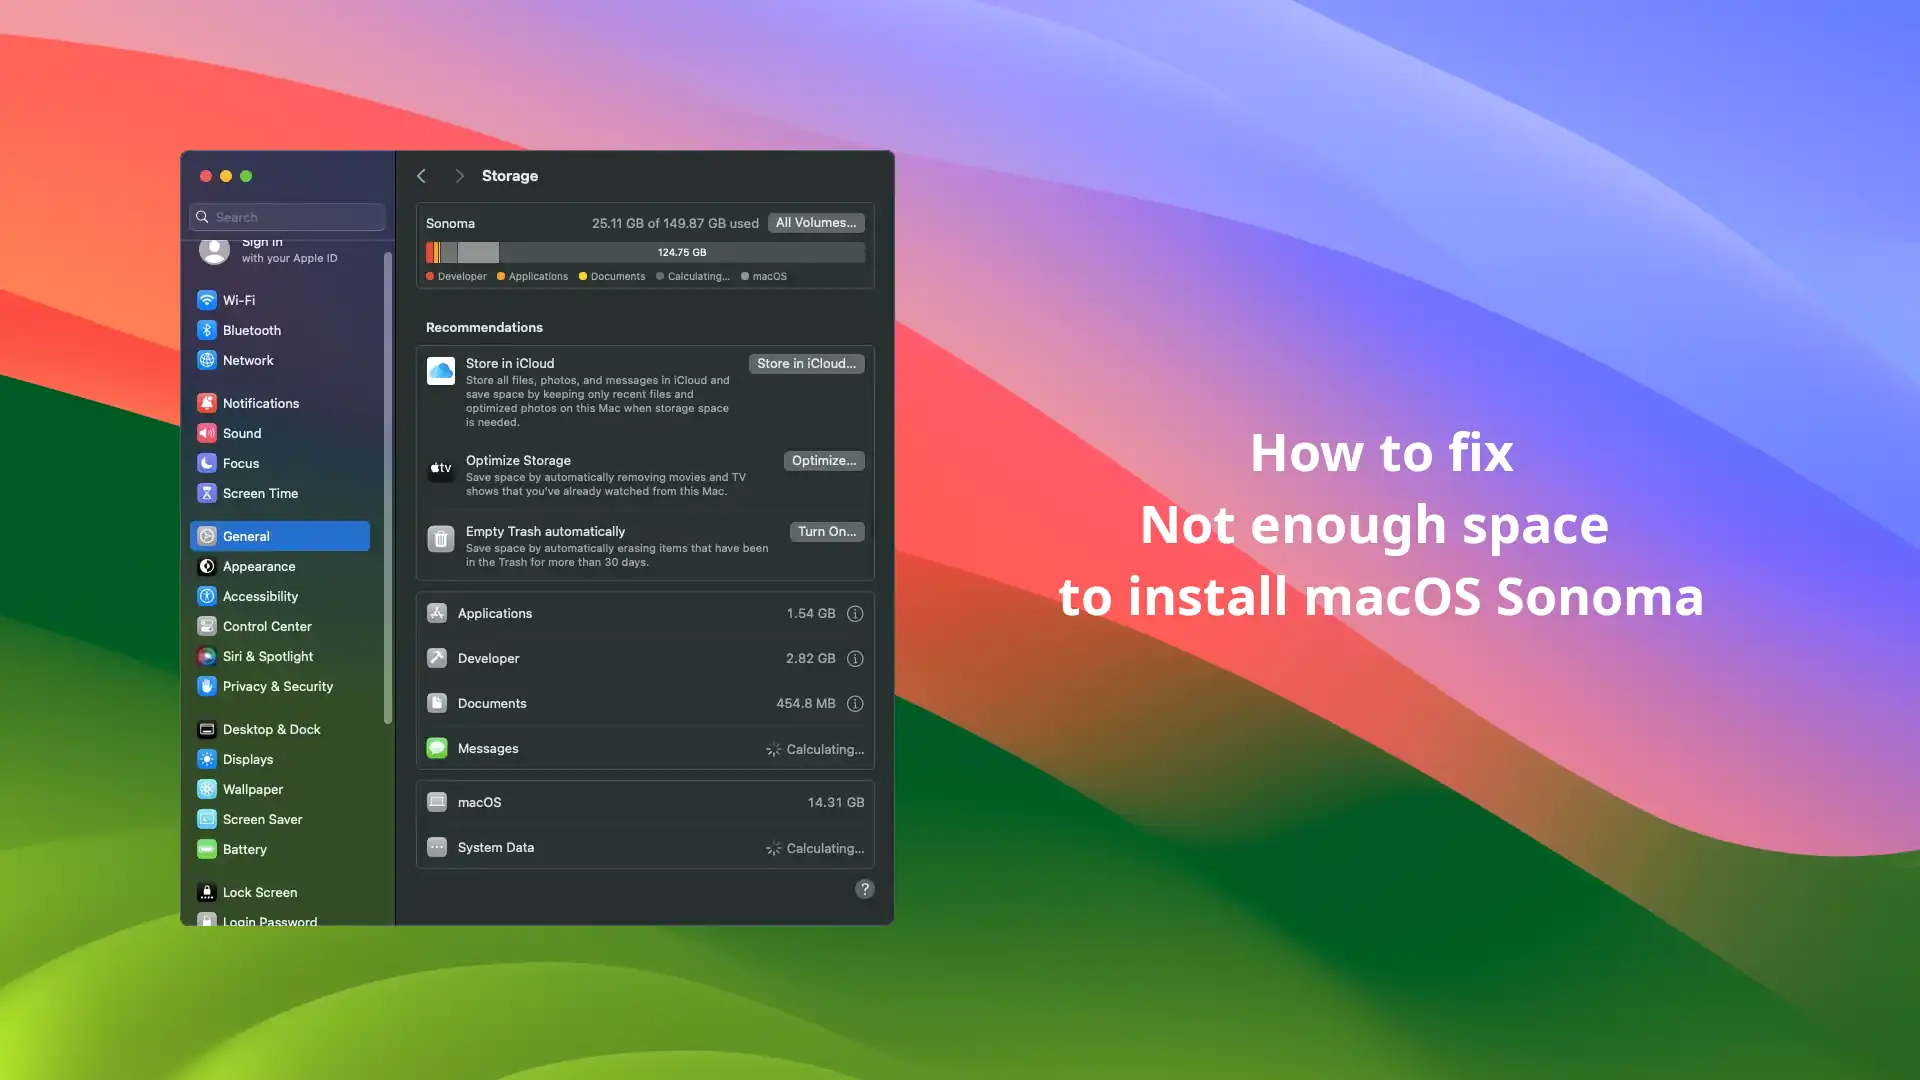 Search
Sign in
with your Apple ID
Wi-Fi
Bluetooth
Network
Notifications
Sound
Focus
Screen Time
General
Appearance
Accessibility
Control Center
Siri & Spotlight
Privacy & Security
Desktop & Dock
Displays
Wallpaper
Screen Saver
Battery
Lock Screen
Login Password
Storage
Sonoma 25.11 GB of 149.87 GB used All Volumes...
124.75 GB
Developer Applications Documents Calculating... macOS
Recommendations
Store in iCloud Store in iCloud...
Store all files, photos, and messages in iCloud and
save space by keeping only recent files and
optimized photos on this Mac when storage space
is needed.
tv
Optimize Storage Optimize...
Save space by automatically removing movies and TV
shows that you've already watched from this Mac.
Empty Trash automatically Turn On...
Save space by automatically erasing items that have been
in the Trash for more than 30 days.
Applications 1.54 GB
Developer 2.82 GB
Documents 454.8 MB
Messages Calculating...
macOS 14.31 GB
System Data Calculating...
?
How to fix
Not enough space
to install macOS Sonoma